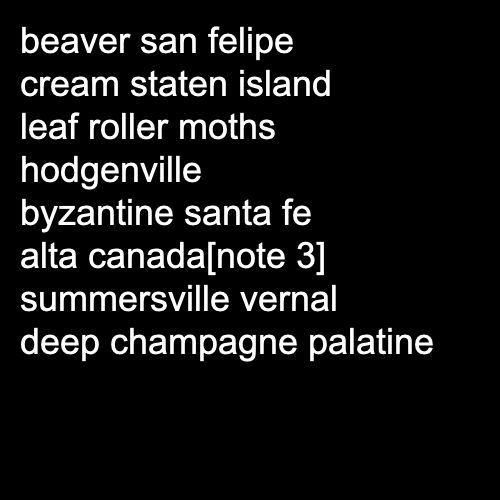 beaver san felipe
cream staten island
leaf roller moths
hodgenville
byzantine santa fe
alta canada[note 3]
summersville vernal
deep champagne palatine